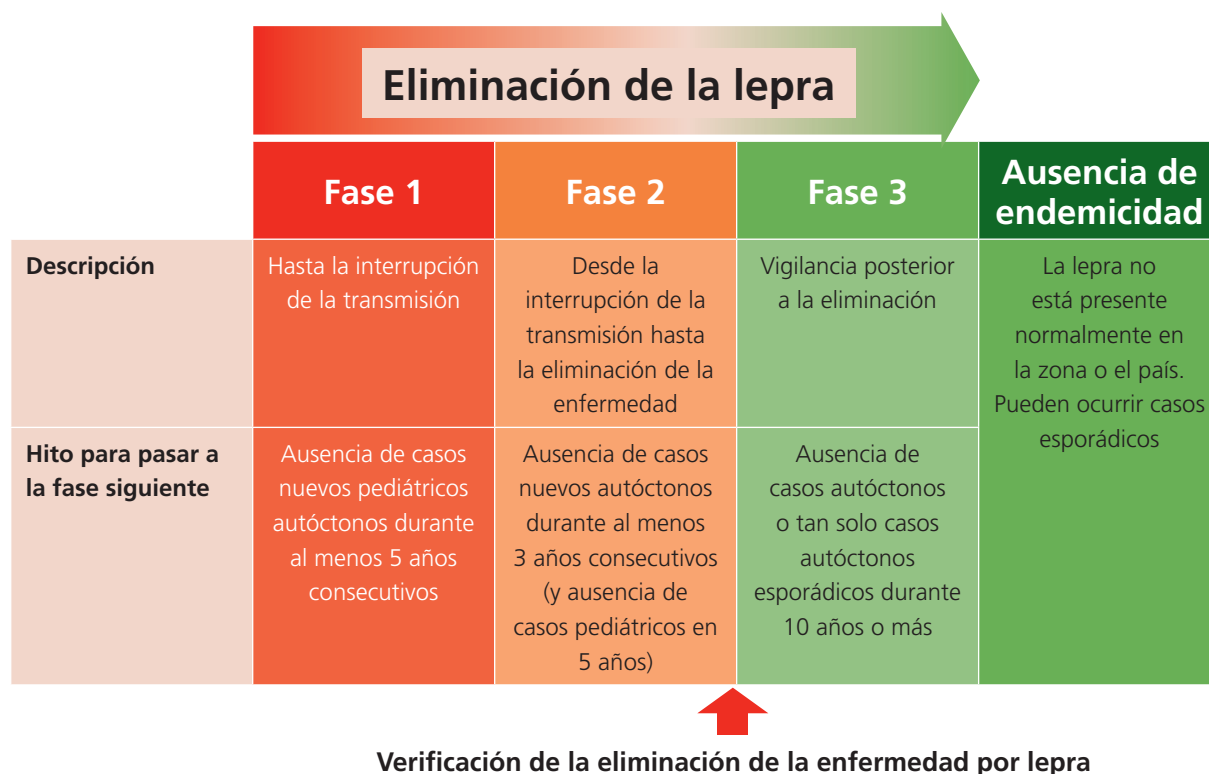 Eliminación de la lepra
Fase 1
Fase 2
Fase 3
Ausencia de
endemicidad
Descripción
Hasta la interrupción
de la transmisión
Desde la
interrupción de la
transmisión hasta
la eliminación de la
enfermedad
Vigilancia posterior
a la eliminación
La lepra no
está presente
normalmente en
la zona o el país.
Pueden ocurrir casos
esporádicos
Hito para pasar a
la fase siguiente
Ausencia de casos
nuevos pediátricos
autóctonos durante
al menos 5 años
consecutivos
Ausencia de casos
nuevos autóctonos
durante al menos
3 años consecutivos
(y ausencia de
casos pediátricos en
5 años)
Ausencia de
casos autóctonos
o tan solo casos
autóctonos
esporádicos durante
10 años o más
Verificación de la eliminación de la enfermedad por lepra